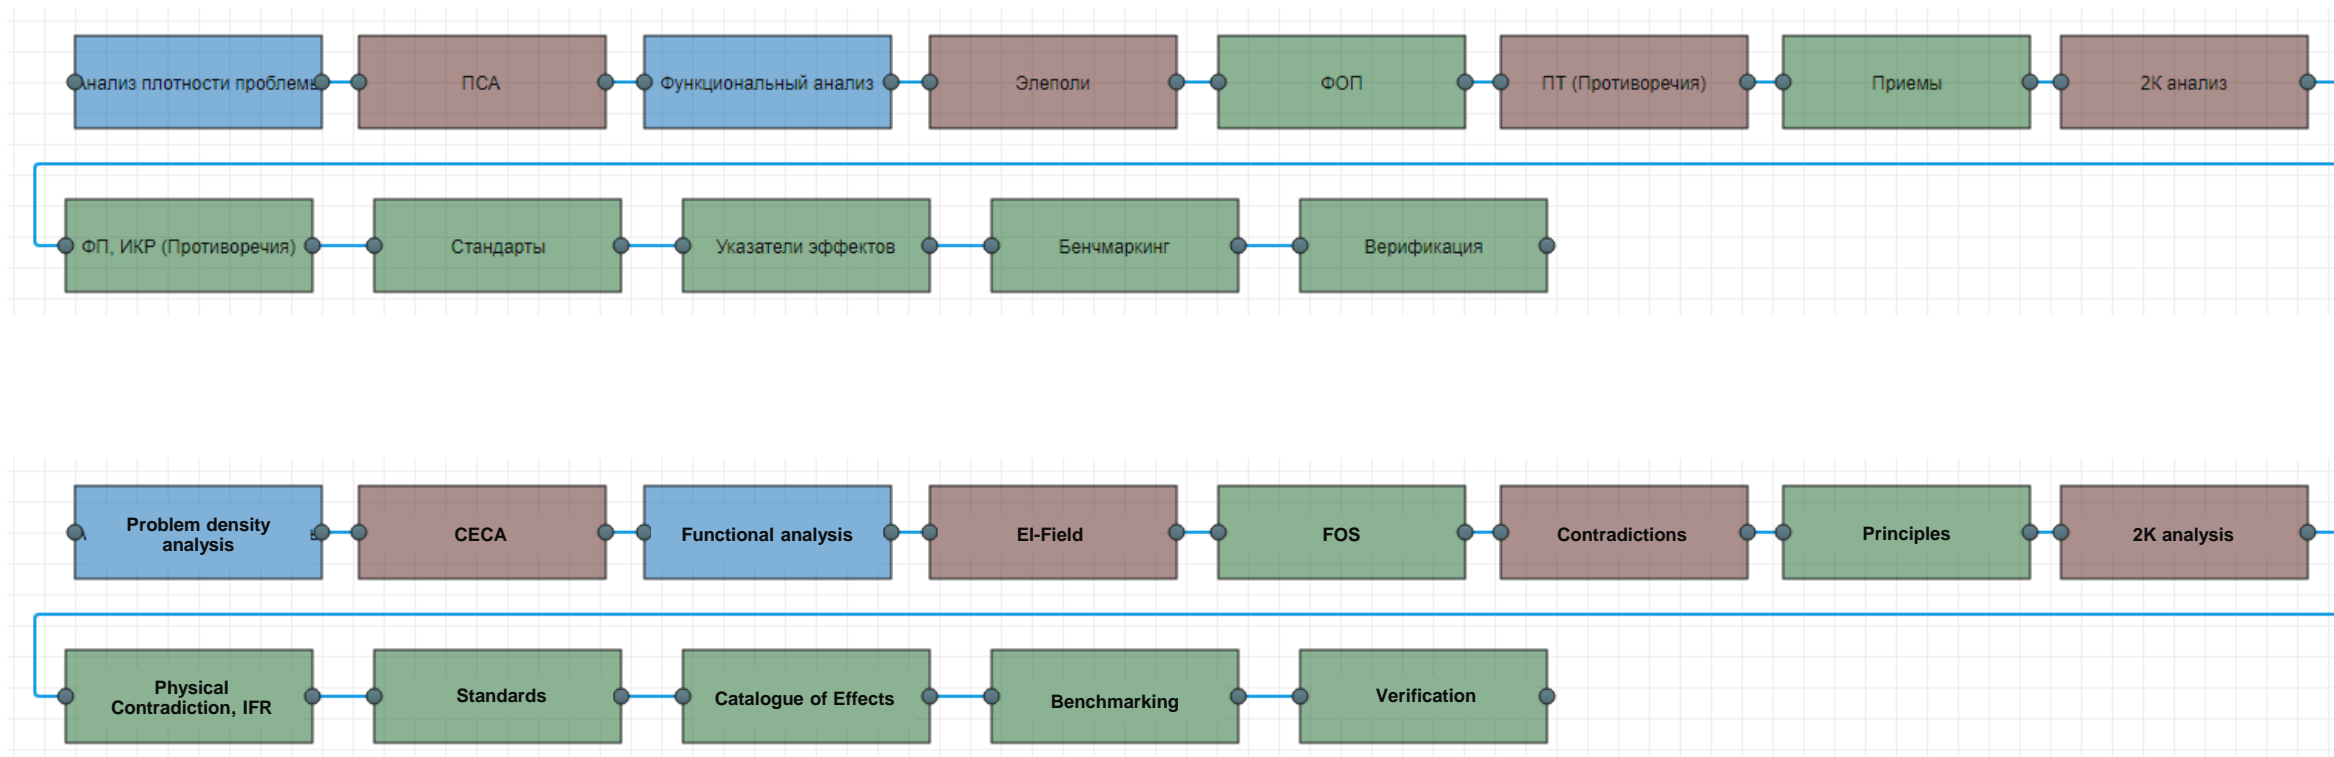 Анализ плотности проблемы
ПСА
Функциональный анализ
Элеполи
ФОП
ПТ (Противоречия)
Приемы
2К анализ
ФП, ИКР (Противоречия)
Стандарты
Указатели эффектов
Бенчмаркинг
Верификация
Problem density
analysis
CECA
Functional analysis
El-Field
FOS
Contradictions
Principles
2K analysis
Physical
Contradiction, IFR
Standards
Catalogue of Effects
Benchmarking
Verification